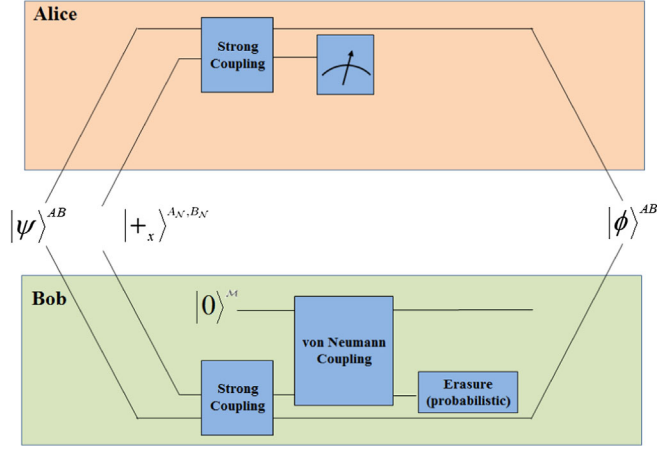 Alice
Strong
Coupling
|ψ⟩^{AB}
|+_x⟩^{A_𝒩, B_𝒩}
|ϕ⟩^{AB}
Bob
|0⟩^ℳ
von Neumann
Coupling
Strong
Coupling
Erasure
(probabilistic)